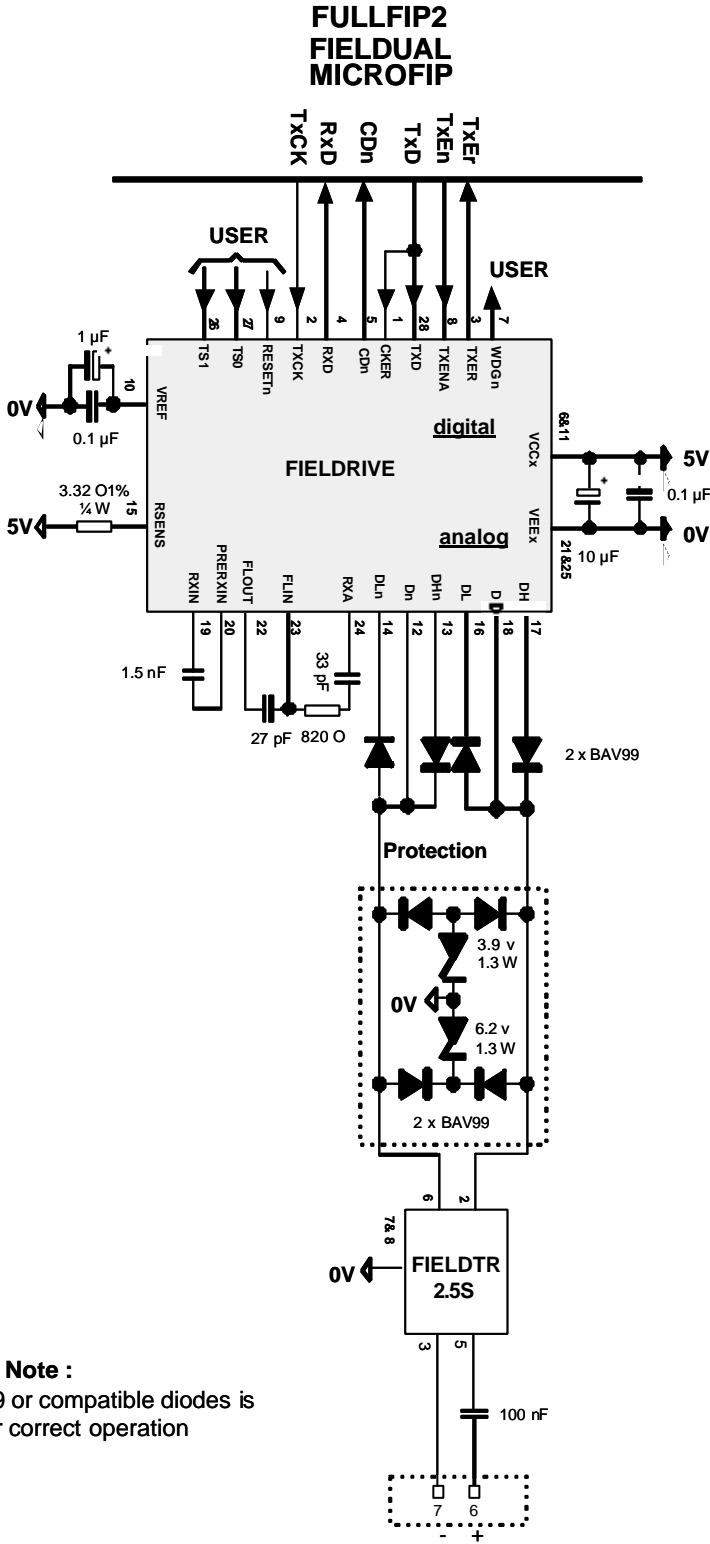 FULLFIP2
FIELDUAL
MICROFIP
TxCK
RxD
CDn
TxD
TxEn
TxEr
USER
USER
26
27
9
2
4
5
1
28
8
3
7
TS1
TS0
RESETn
TXCK
RXD
CDn
CKER
TXD
TXENA
TXER
WDGn
1 µF
+
10
VREF
0V
0.1 µF
digital
6&11
VCCx
5V
FIELDRIVE
3.32 O1%
¼ W
15
RSENS
5V
analog
VEEx
+
0.1 µF
0V
10 µF
21 &25
RXIN
PRERXIN
FLOUT
FLIN
RXA
DLn
Dn
DHn
DL
D
DH
19
20
22
23
24
14
12
13
16
18
17
1.5 nF
33 pF
27 pF
820 O
2 x BAV99
Protection
3.9 v
1.3 W
0V
6.2 v
1.3 W
2 x BAV99
6
2
7& 8
0V
FIELDTR
2.5S
3
5
Note :
9 or compatible diodes is
r correct operation
100 nF
7
6
-
+